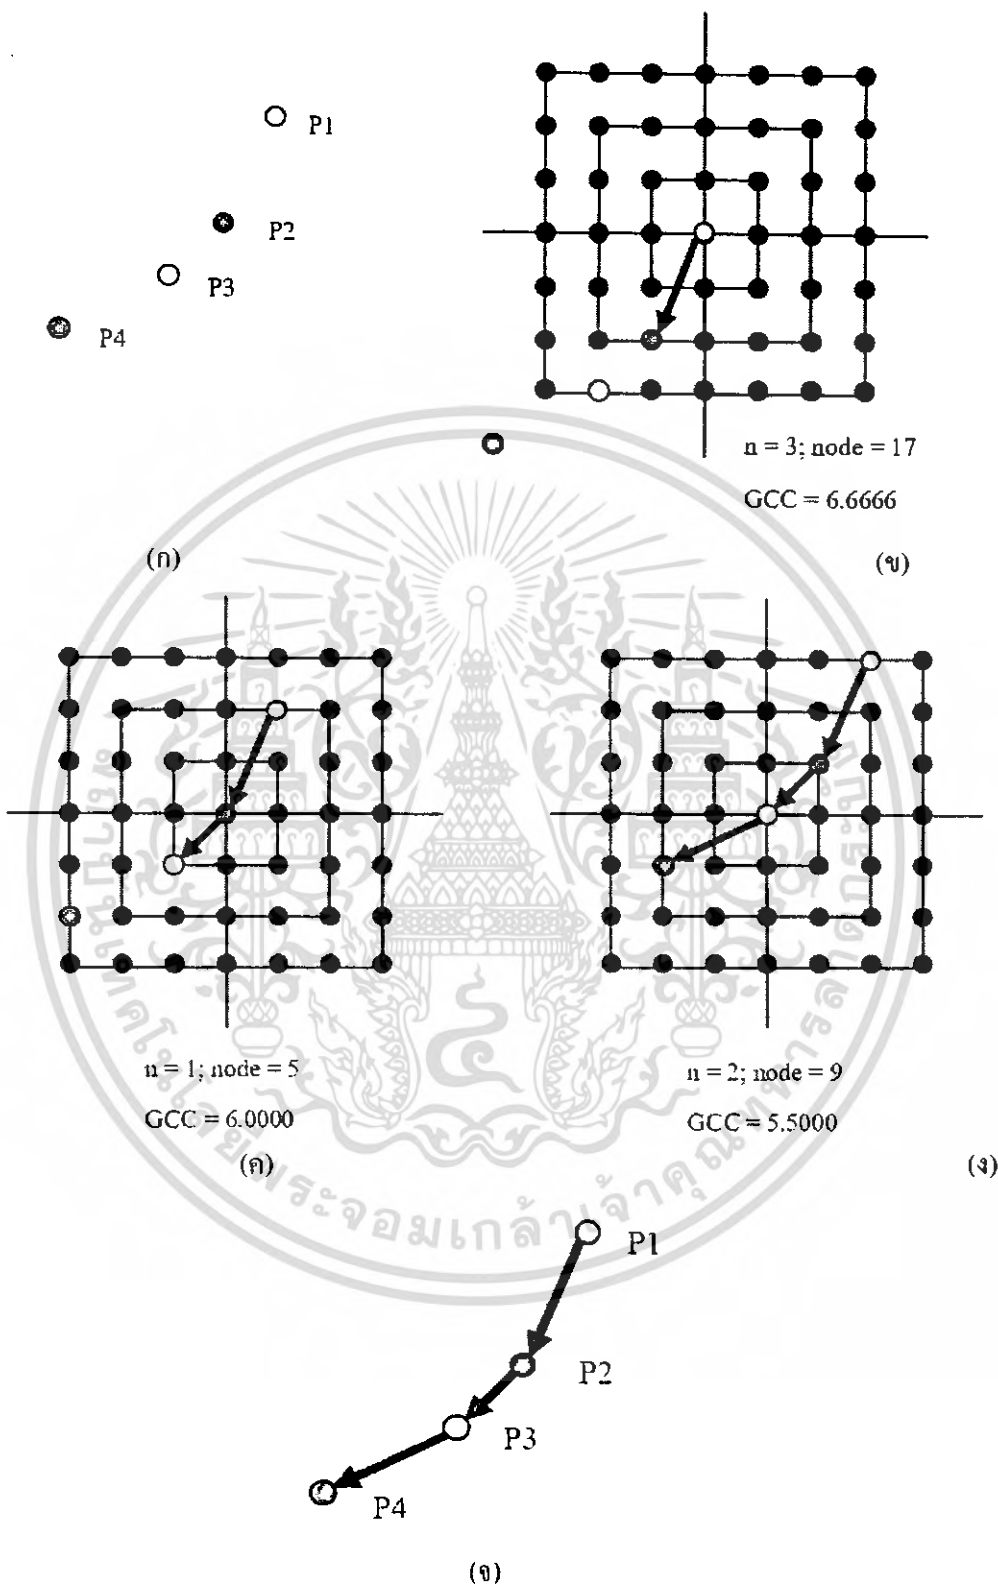 P1
P2
P3
P4
n = 3; node = 17
GCC = 6.6666
(ก)
(ข)
n = 1; node = 5
GCC = 6.0000
(ค)
n = 2; node = 9
GCC = 5.5000
(ง)
P1
P2
P3
P4
(จ)